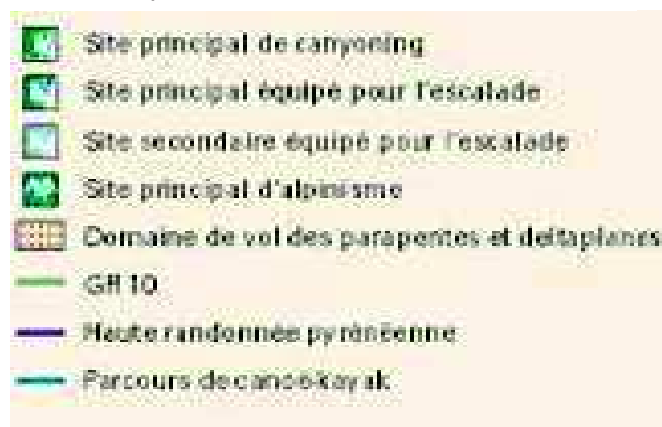 Site principal de canyoning
Site principal équipé pour l'escalade
Site secondaire équipé pour l'escalade
Site principal d'alpinisme
Domaine de vol des parapentes et deltaplanes
GR 10
Haute randonnée pyrénéenne
Parcours de canoë-kayak